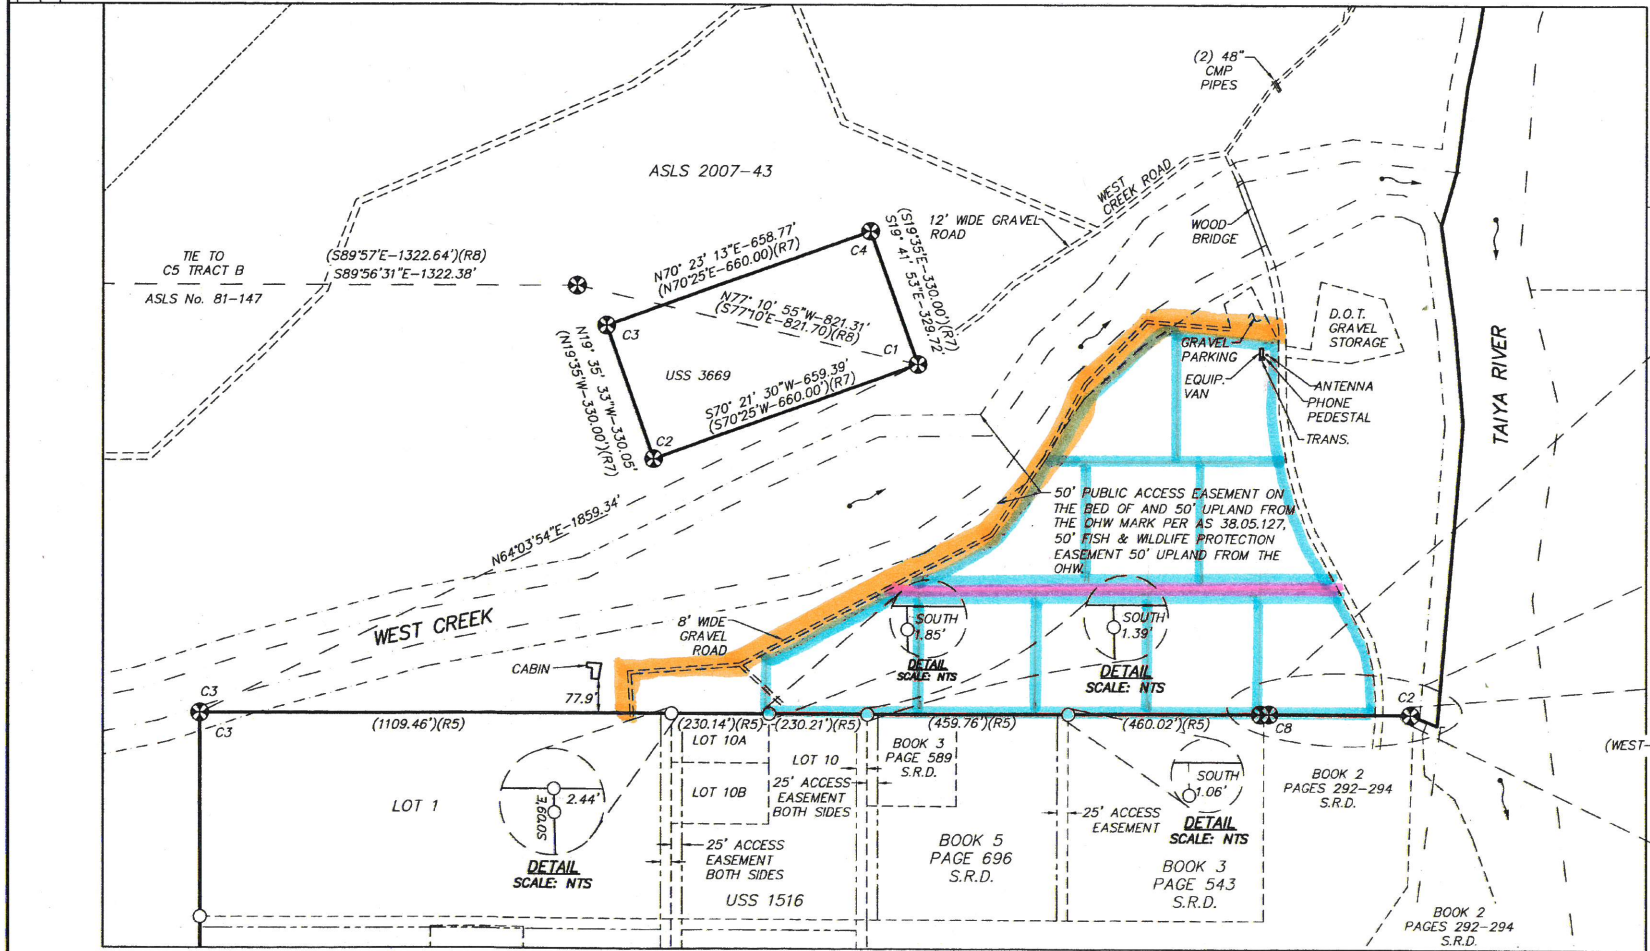 (2) 48"
CMP
PIPES
ASLS 2007-43
WEST
CREEK ROAD
12' WIDE GRAVEL
ROAD
WOOD
BRIDGE
TIE TO
C5 TRACT B
ASLS No. 81-147
(S89°57'E-1322.64')(R8)
S89°56'31"E-1322.38'
N70° 23' 13"E-658.77'
(N70°25'E-660.00')(R7)
C4
(S19°35'E-330.00')(R7)
S19° 41' 53"E-329.72'
N77° 10' 55"W-821.31'
(S77°10'E-821.70)(R8)
C3
C1
N19° 35' 33"W-330.05'
(N19°35'W-330.00')(R7)
USS 3669
S70° 21' 30"W-659.39'
(S70°25'W-660.00')(R7)
C2
D.O.T.
GRAVEL
STORAGE
GRAVEL
PARKING
EQUIP.
VAN
ANTENNA
PHONE
PEDESTAL
TRANS.
TAIYA RIVER
50' PUBLIC ACCESS EASEMENT ON
THE BED OF AND 50' UPLAND FROM
THE OHW MARK PER AS 38.05.127,
50' FISH & WILDLIFE PROTECTION
EASEMENT 50' UPLAND FROM THE
OHW.
N64°03'54"E-1859.34'
WEST CREEK
8' WIDE
GRAVEL
ROAD
CABIN
77.9'
SOUTH
1.85'
DETAIL
SCALE: NTS
SOUTH
1.39'
DETAIL
SCALE: NTS
C3
C3
(1109.46')(R5)
(230.14')(R5)
(230.21')(R5)
(459.76')(R5)
(460.02')(R5)
C8
C2
(WEST-
LOT 10A
LOT 10
LOT 10B
25' ACCESS
EASEMENT
BOTH SIDES
BOOK 3
PAGE 589
S.R.D.
LOT 1
S0.09'E
2.44'
DETAIL
SCALE: NTS
25' ACCESS
EASEMENT
BOTH SIDES
USS 1516
BOOK 5
PAGE 696
S.R.D.
25' ACCESS
EASEMENT
SOUTH
1.06'
DETAIL
SCALE: NTS
BOOK 3
PAGE 543
S.R.D.
BOOK 2
PAGES 292-294
S.R.D.
BOOK 2
PAGES 292-294
S.R.D.